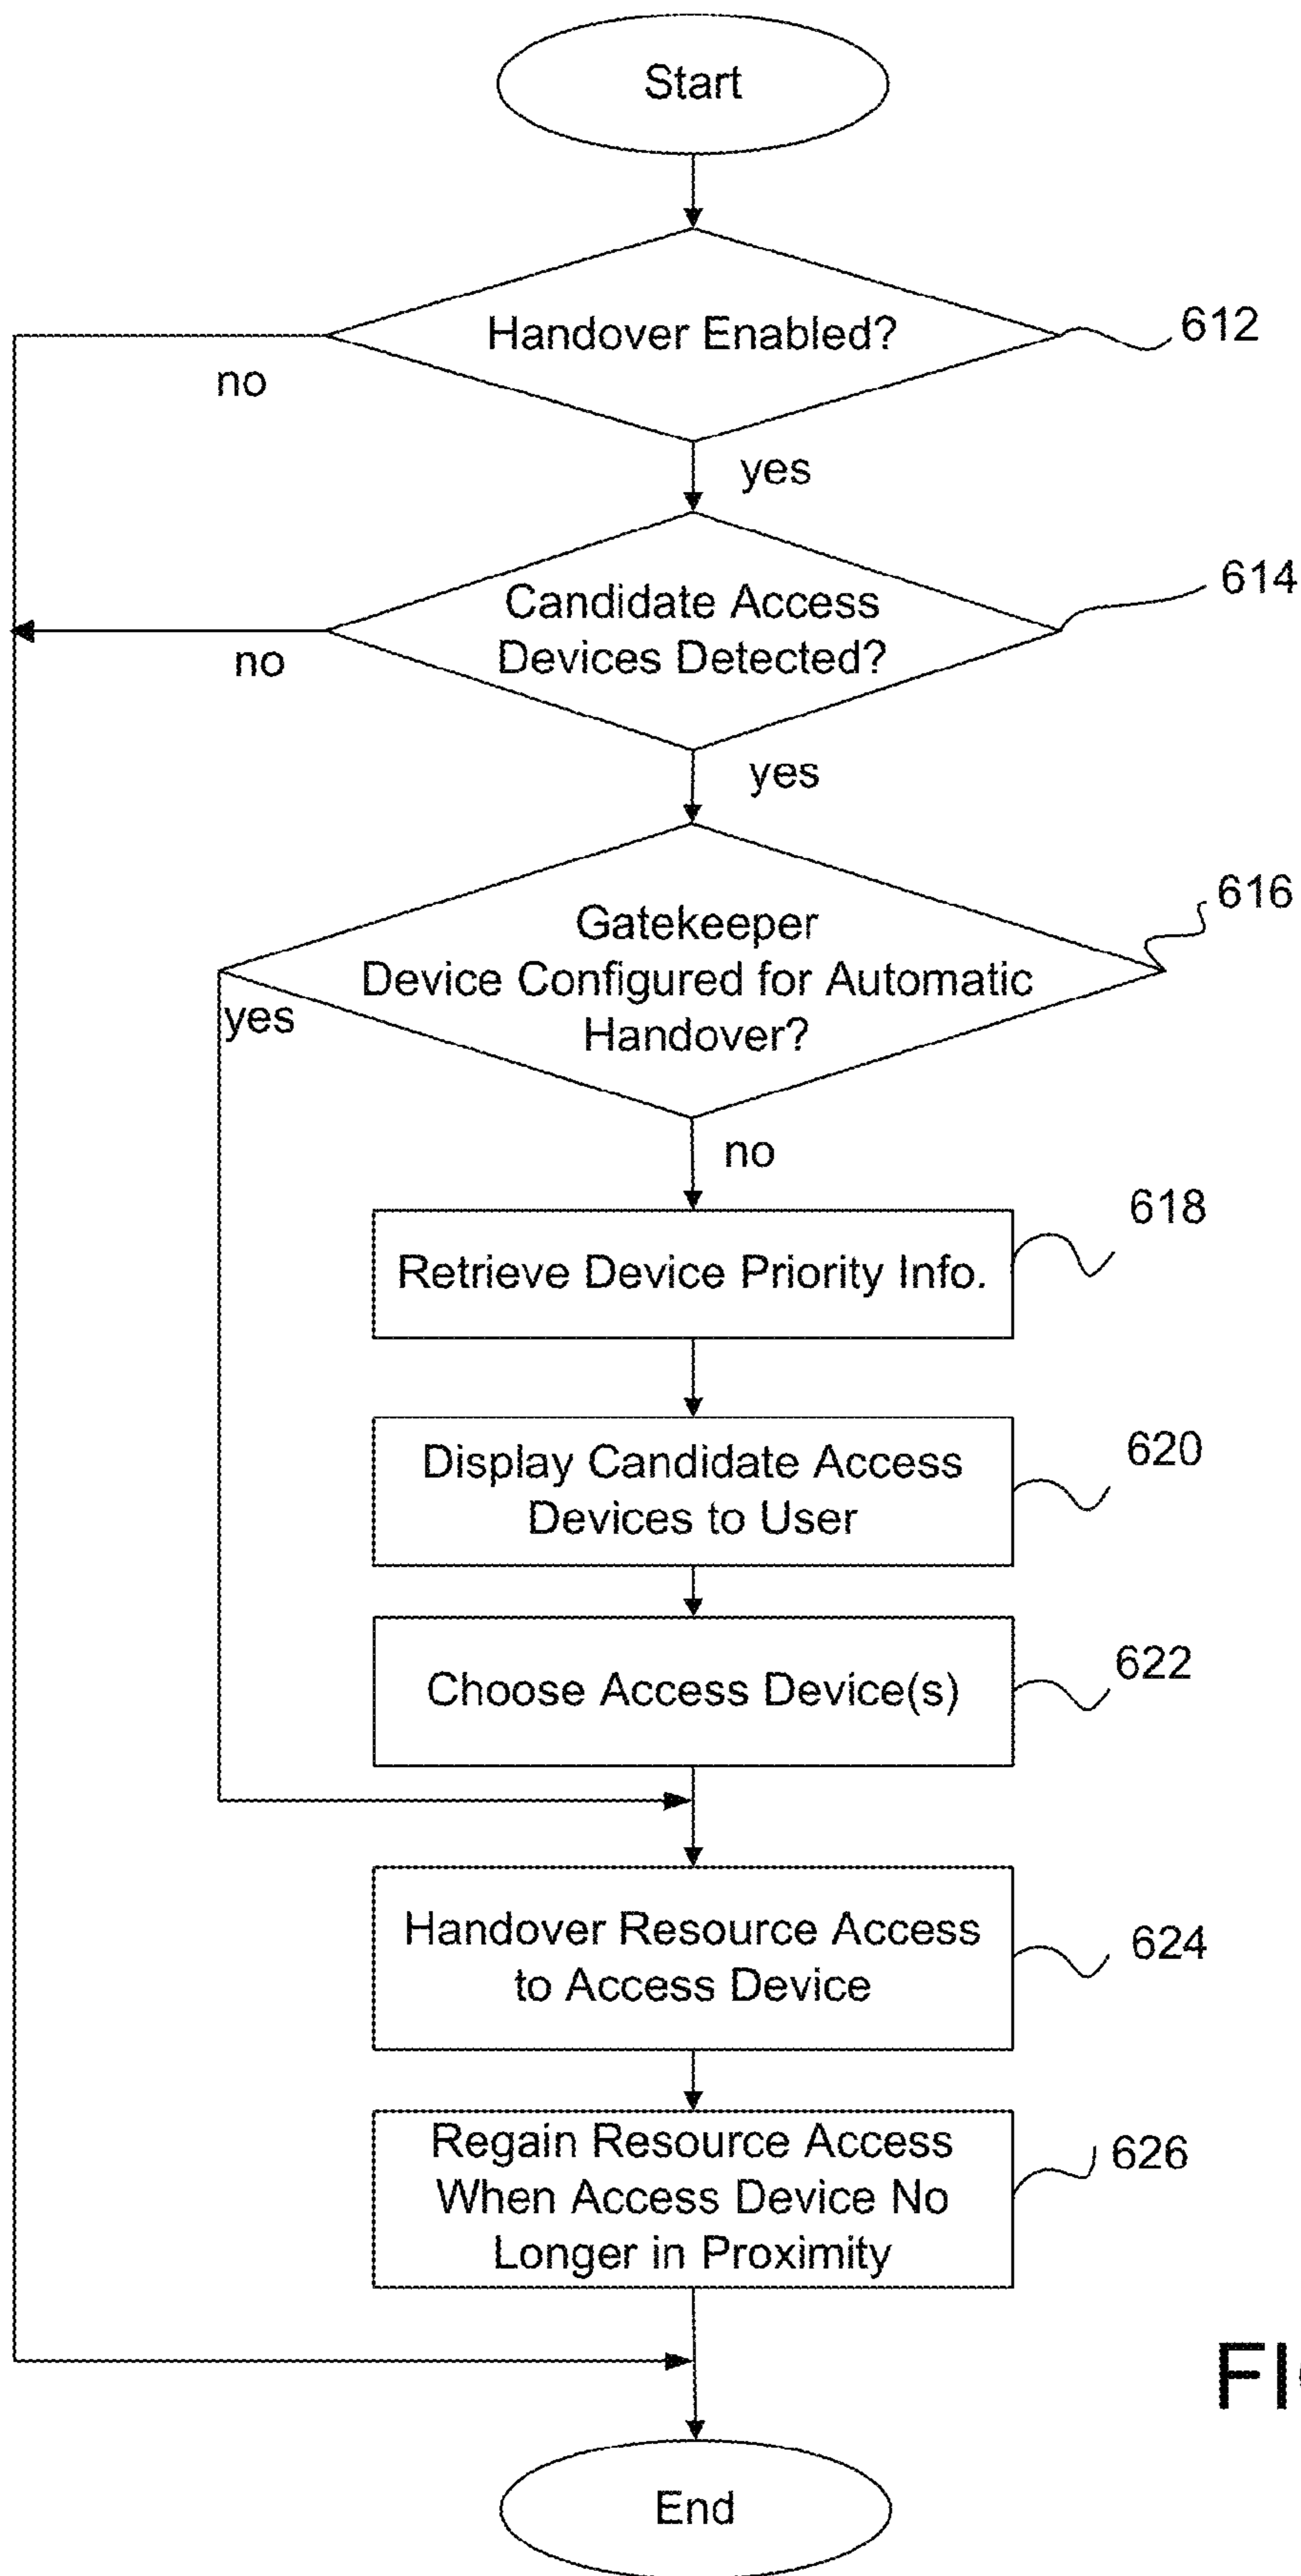 Start
Handover Enabled?
612
no
yes
Candidate Access
Devices Detected?
614
no
yes
Gatekeeper
Device Configured for Automatic
Handover?
616
yes
no
Retrieve Device Priority Info.
618
Display Candidate Access
Devices to User
620
Choose Access Device(s)
622
Handover Resource Access
to Access Device
624
Regain Resource Access
When Access Device No
Longer in Proximity
626
End